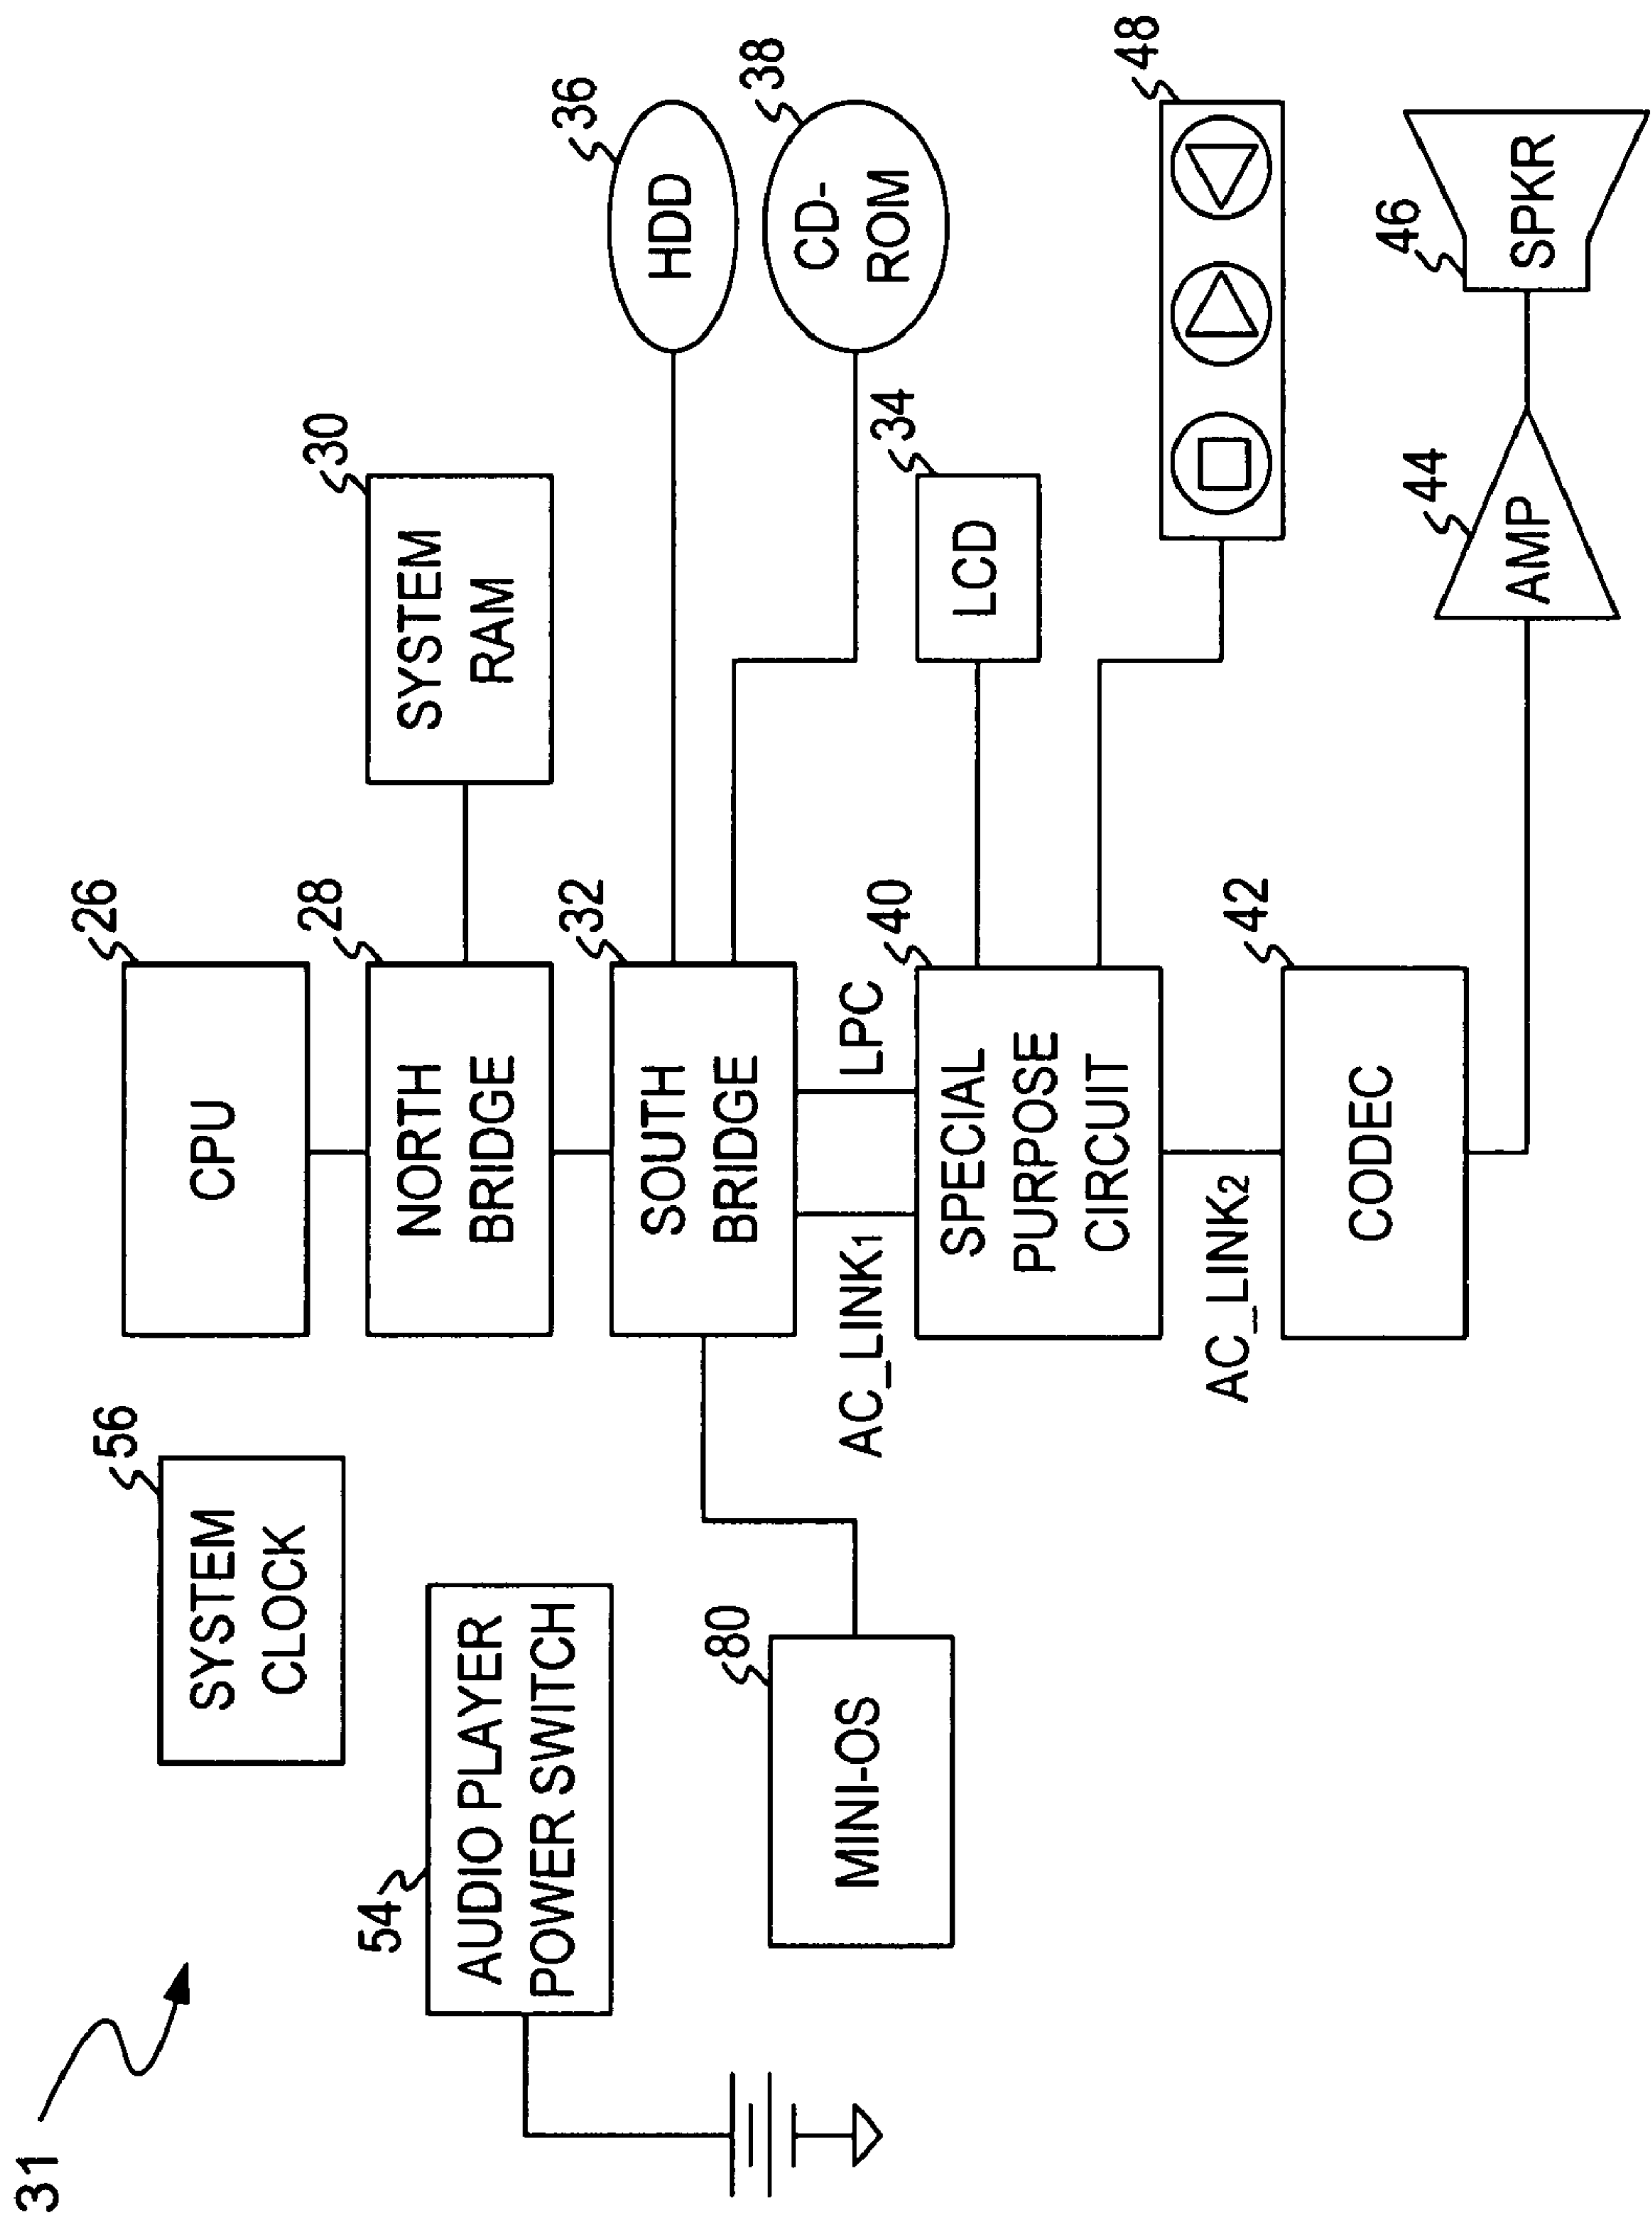 31
56
SYSTEM
CLOCK
54
AUDIO PLAYER
POWER SWITCH
80
MINI-OS
26
CPU
28
NORTH
BRIDGE
30
SYSTEM
RAM
32
SOUTH
BRIDGE
36
HDD
38
CD-
ROM
AC_LINK₁
LPC
40
SPECIAL
PURPOSE
CIRCUIT
34
LCD
48
AC_LINK₂
42
CODEC
44
AMP
46
SPKR